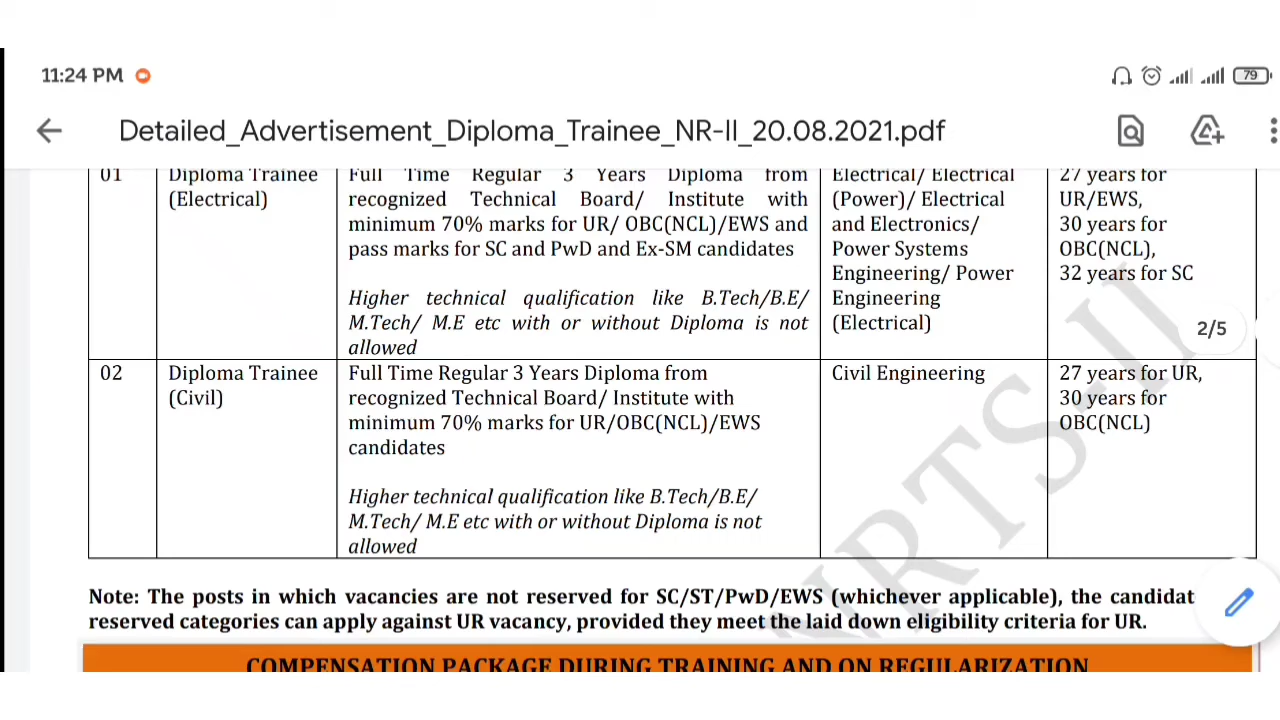 11:24 PM
79
Detailed_Advertisement_Diploma_Trainee_NR-II_20.08.2021.pdf
01
Diploma Trainee
(Electrical)
Full Time Regular 3 Years Diploma from
recognized Technical Board/ Institute with
minimum 70% marks for UR/ OBC(NCL)/EWS and
pass marks for SC and PwD and Ex-SM candidates
Higher technical qualification like B.Tech/B.E/
M.Tech/ M.E etc with or without Diploma is not
allowed
Electrical/ Electrical
(Power)/ Electrical
and Electronics/
Power Systems
Engineering/ Power
Engineering
(Electrical)
27 years for
UR/EWS,
30 years for
OBC(NCL),
32 years for SC
2/5
02
Diploma Trainee
(Civil)
Full Time Regular 3 Years Diploma from
recognized Technical Board/ Institute with
minimum 70% marks for UR/OBC(NCL)/EWS
candidates
Higher technical qualification like B.Tech/B.E/
M.Tech/ M.E etc with or without Diploma is not
allowed
Civil Engineering
27 years for UR,
30 years for
OBC(NCL)
NRTS-II
Note: The posts in which vacancies are not reserved for SC/ST/PwD/EWS (whichever applicable), the candidat
reserved categories can apply against UR vacancy, provided they meet the laid down eligibility criteria for UR.
COMPENSATION PACKAGE DURING TRAINING AND ON REGULARIZATION